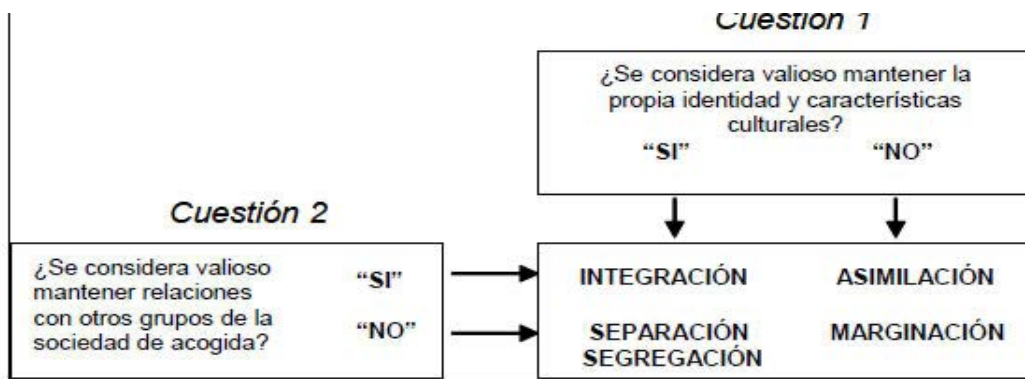 Cuestión 1
¿Se considera valioso mantener la
propia identidad y características
culturales?
“SI” “NO”
Cuestión 2
¿Se considera valioso
mantener relaciones
con otros grupos de la
sociedad de acogida?
“SI”
“NO”
INTEGRACIÓN ASIMILACIÓN
SEPARACIÓN MARGINACIÓN
SEGREGACIÓN